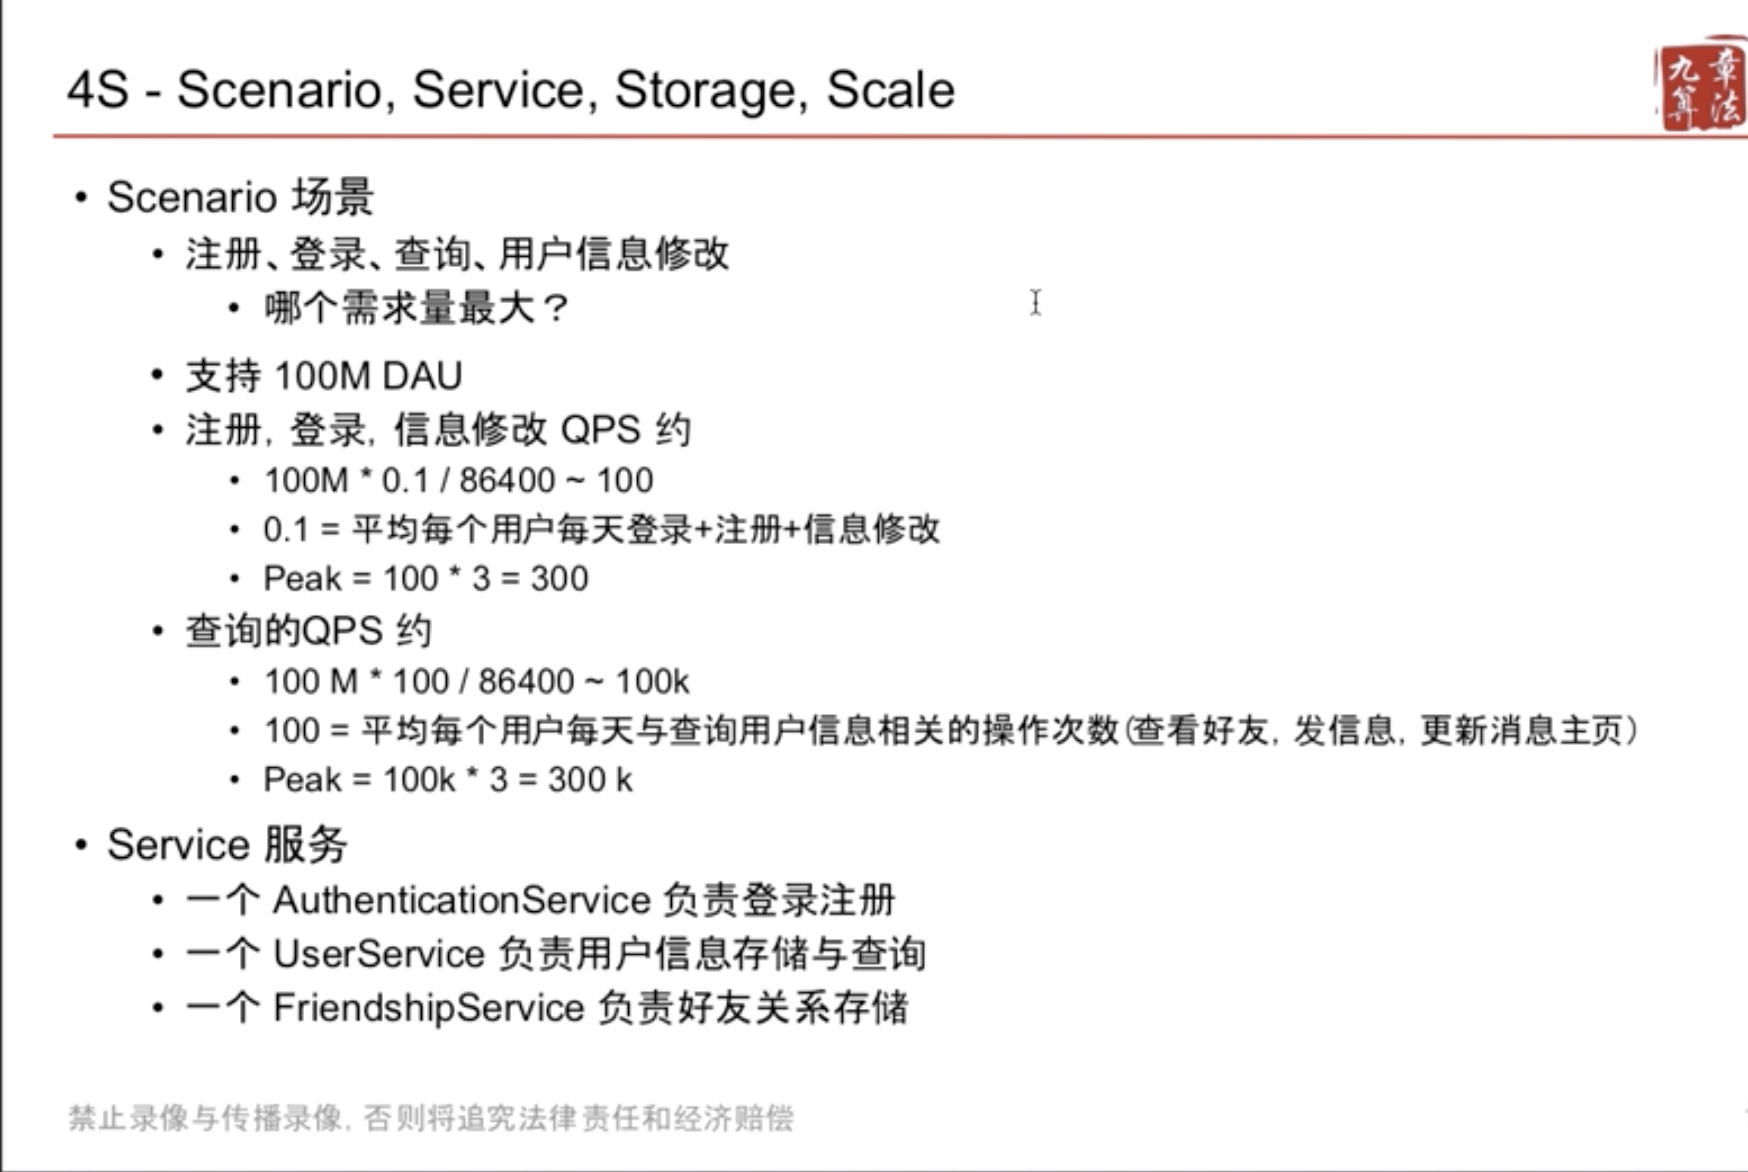 4S - Scenario, Service, Storage, Scale
九章算法
• Scenario 场景
• 注册、登录、查询、用户信息修改
• 哪个需求量最大？
• 支持 100M DAU
• 注册, 登录, 信息修改 QPS 约
• 100M * 0.1 / 86400 ~ 100
• 0.1 = 平均每个用户每天登录+注册+信息修改
• Peak = 100 * 3 = 300
• 查询的QPS 约
• 100 M * 100 / 86400 ~ 100k
• 100 = 平均每个用户每天与查询用户信息相关的操作次数(查看好友, 发信息, 更新消息主页)
• Peak = 100k * 3 = 300 k
• Service 服务
• 一个 AuthenticationService 负责登录注册
• 一个 UserService 负责用户信息存储与查询
• 一个 FriendshipService 负责好友关系存储
禁止录像与传播录像, 否则将追究法律责任和经济赔偿